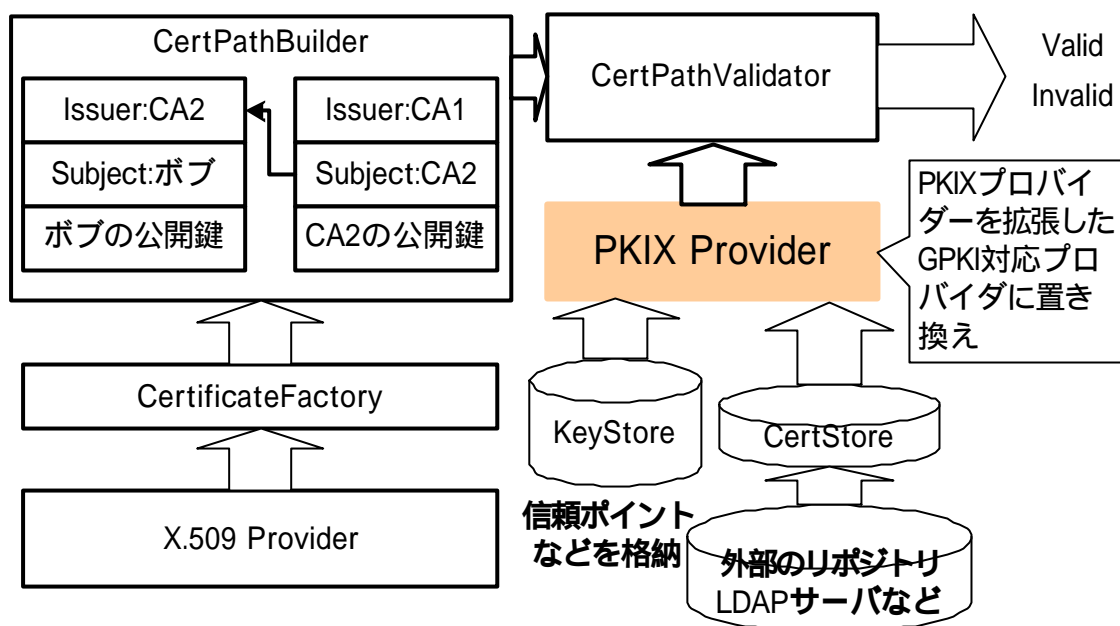 CertPathBuilder
Issuer:CA2
Subject:ボブ
ボブの公開鍵
Issuer:CA1
Subject:CA2
CA2の公開鍵
CertPathValidator
Valid
Invalid
PKIX Provider
PKIXプロバイ
ダーを拡張した
GPKI対応プロ
バイダに置き
換え
CertificateFactory
KeyStore
CertStore
X.509 Provider
信頼ポイント
などを格納
外部のリポジトリ
LDAPサーバなど